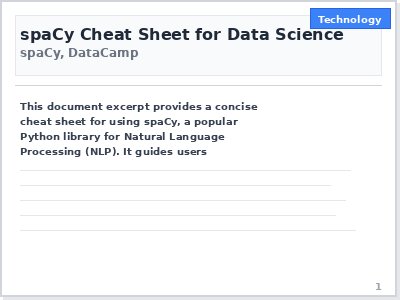 Technology
spaCy Cheat Sheet for Data Science
spaCy, DataCamp
This document excerpt provides a concise
cheat sheet for using spaCy, a popular
Python library for Natural Language
Processing (NLP). It guides users
1